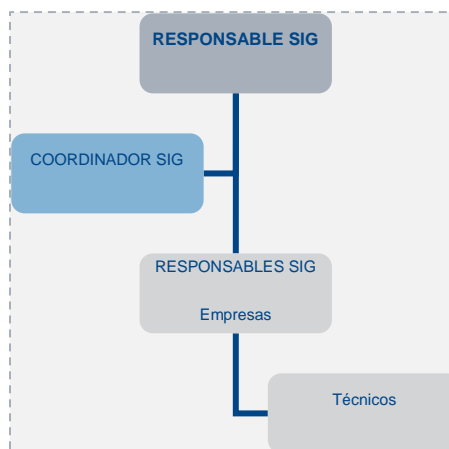 RESPONSABLE SIG
COORDINADOR SIG
RESPONSABLES SIG
Empresas
Técnicos